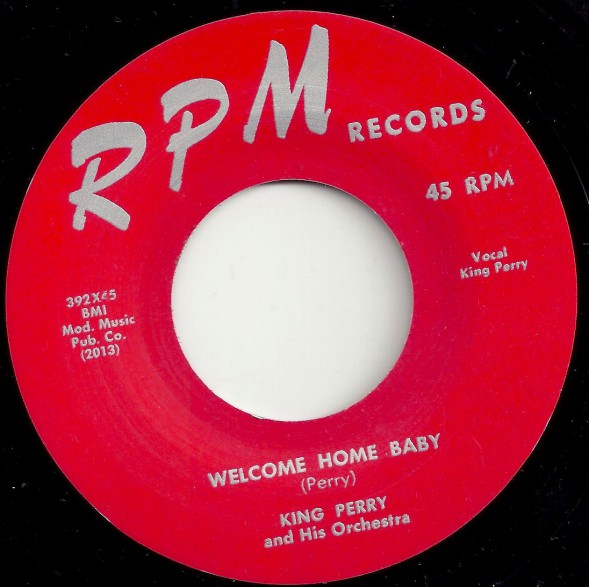 RPM RECORDS
45 RPM
Vocal
King Perry
392X45
BMI
Mod. Music
Pub. Co.
(2013)
WELCOME HOME BABY
(Perry)
KING PERRY
and His Orchestra